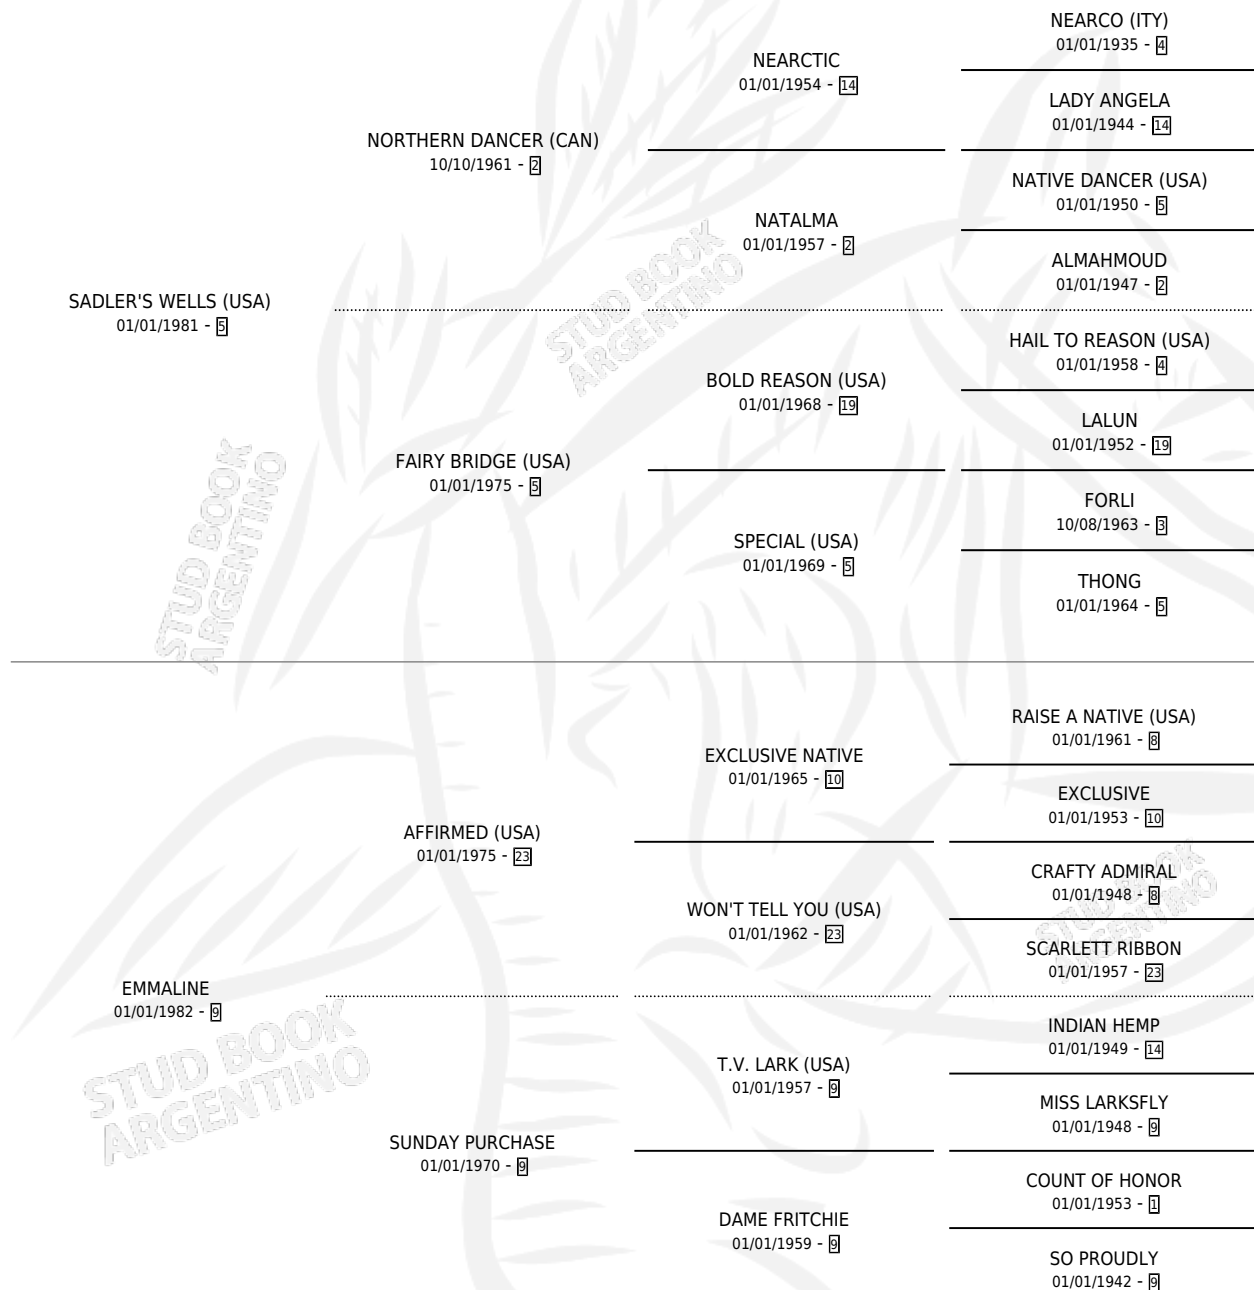 NEARCO (ITY)
01/01/1935 - 4
NEARCTIC
01/01/1954 - 14
LADY ANGELA
01/01/1944 - 14
NORTHERN DANCER (CAN)
10/10/1961 - 2
NATIVE DANCER (USA)
01/01/1950 - 5
NATALMA
01/01/1957 - 2
ALMAHMOUD
01/01/1947 - 2
SADLER'S WELLS (USA)
01/01/1981 - 5
STUD BOOK
ARGENTINO
HAIL TO REASON (USA)
01/01/1958 - 4
BOLD REASON (USA)
01/01/1968 - 19
LALUN
01/01/1952 - 19
FAIRY BRIDGE (USA)
01/01/1975 - 5
FORLI
10/08/1963 - 3
SPECIAL (USA)
01/01/1969 - 5
THONG
01/01/1964 - 5
STUD BOOK
ARGENTINO
RAISE A NATIVE (USA)
01/01/1961 - 8
EXCLUSIVE NATIVE
01/01/1965 - 10
EXCLUSIVE
01/01/1953 - 10
AFFIRMED (USA)
01/01/1975 - 23
CRAFTY ADMIRAL
01/01/1948 - 8
WON'T TELL YOU (USA)
01/01/1962 - 23
SCARLETT RIBBON
01/01/1957 - 23
STUD BOOK
ARGENTINO
EMMALINE
01/01/1982 - 9
INDIAN HEMP
01/01/1949 - 14
T.V. LARK (USA)
01/01/1957 - 9
MISS LARKSFLY
01/01/1948 - 9
STUD BOOK
ARGENTINO
SUNDAY PURCHASE
01/01/1970 - 9
COUNT OF HONOR
01/01/1953 - 1
DAME FRITCHIE
01/01/1959 - 9
SO PROUDLY
01/01/1942 - 9